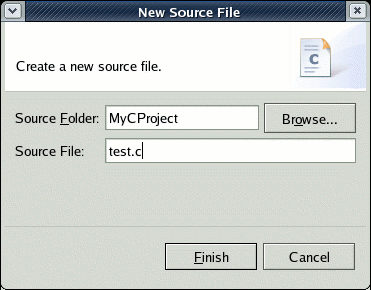 New Source File
Create a new source file.
C
Source Folder: MyCProject Browse...
Source File: test.c
Finish Cancel